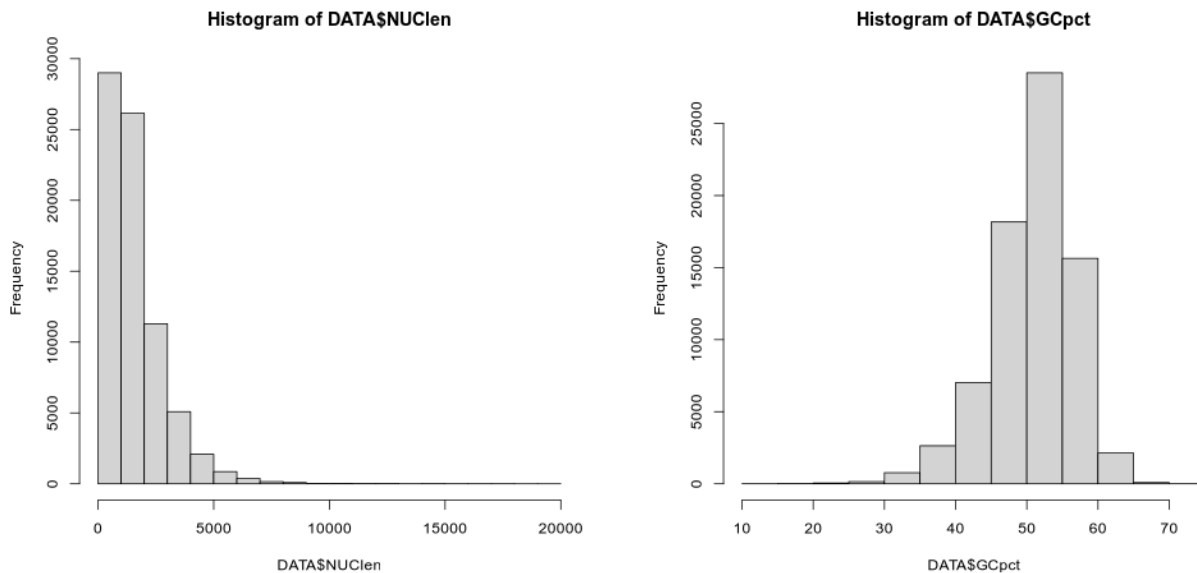 Histogram of DATA$NUClen
Frequency
0
5000
10000
15000
20000
25000
30000
0 5000 10000 15000 20000
DATA$NUClen
Histogram of DATA$GCpct
Frequency
0
5000
10000
15000
20000
25000
10 20 30 40 50 60 70
DATA$GCpct